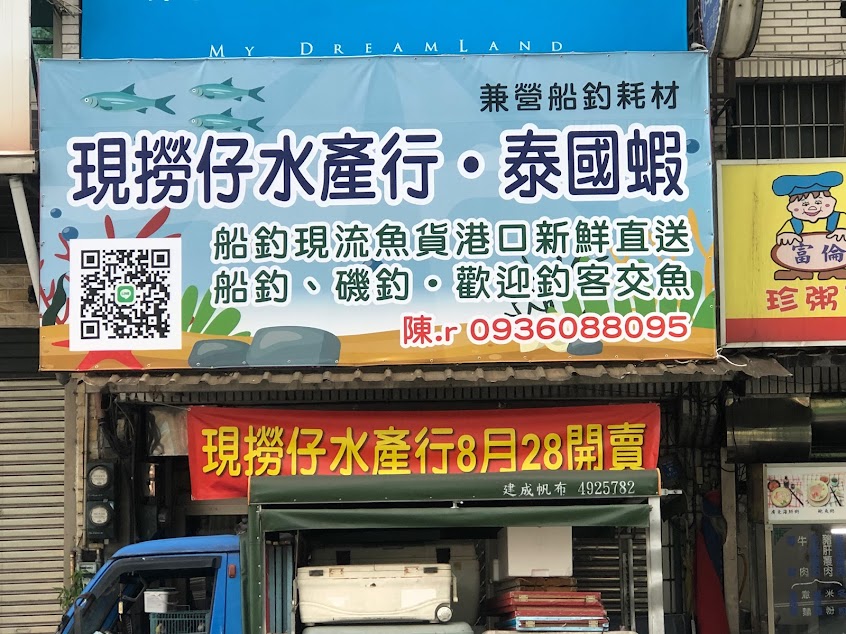 MY DREAMLAND
兼營船釣耗材
現撈仔水產行・泰國蝦
船釣現流魚貨港口新鮮直送
船釣、磯釣・歡迎釣客交魚
陳.r 0936088095
富倫
珍粥
現撈仔水產行8月28開賣
建成帆布 4925782
牛肉